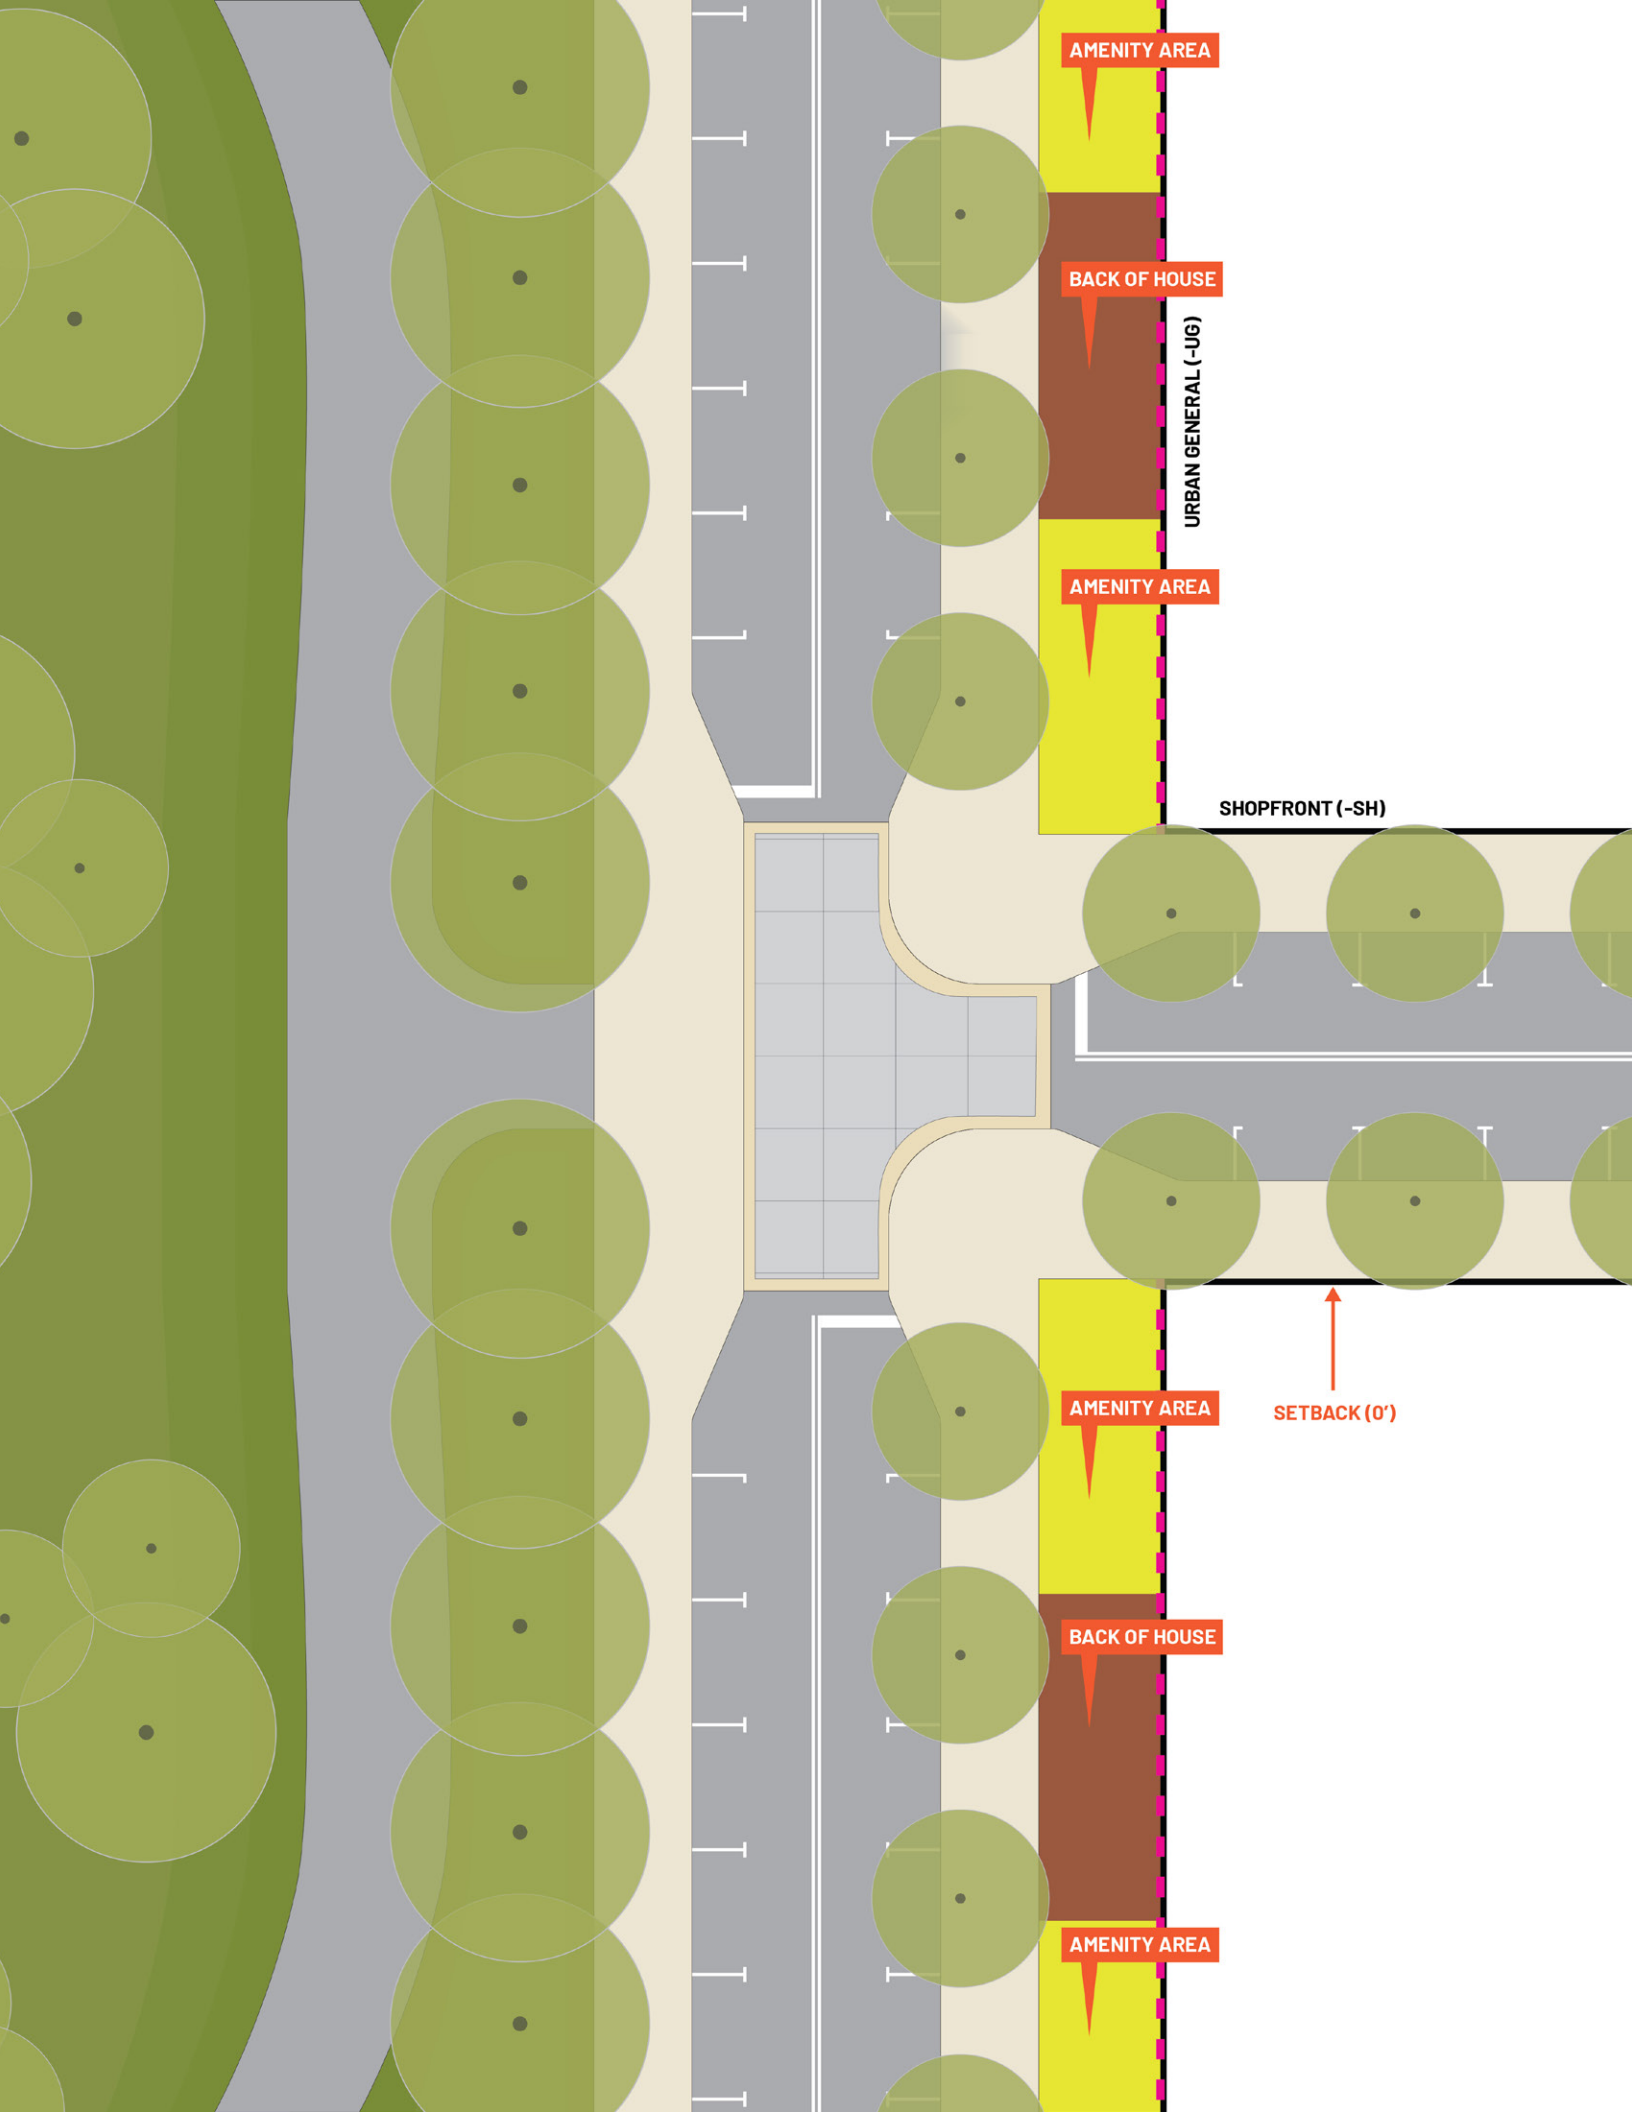 AMENITY AREA
BACK OF HOUSE
URBAN GENERAL (-UG)
AMENITY AREA
SHOPFRONT (-SH)
AMENITY AREA
SETBACK (0')
BACK OF HOUSE
AMENITY AREA